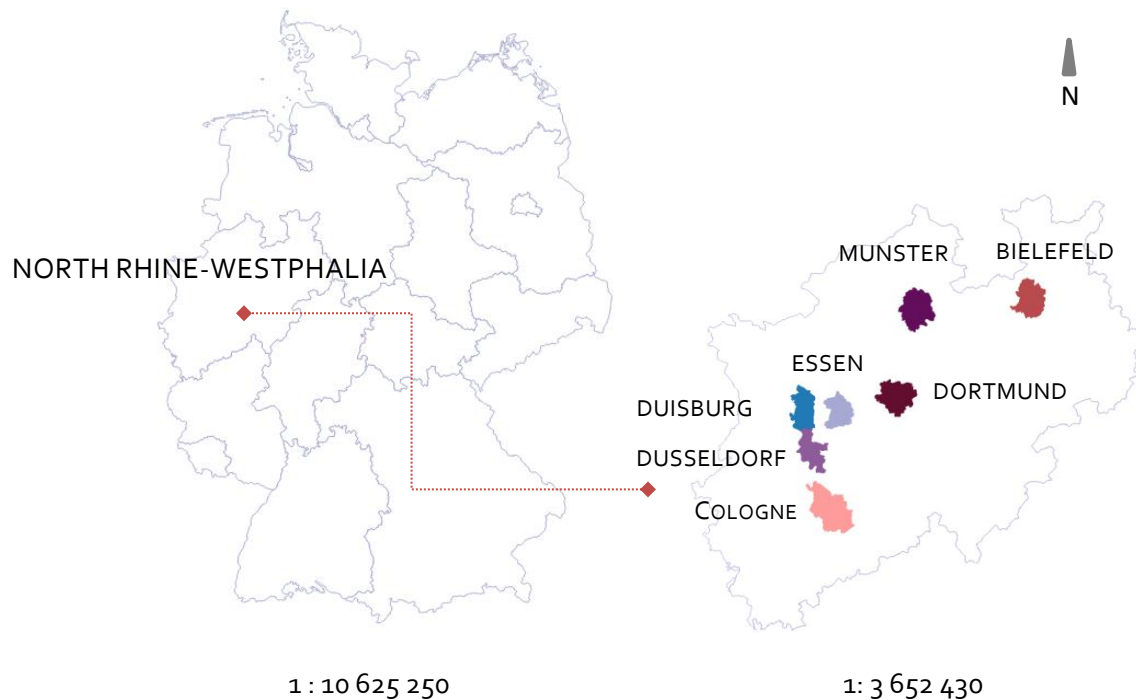 N
NORTH RHINE-WESTPHALIA
MUNSTER
BIELEFELD
ESSEN
DUISBURG
DORTMUND
DUSSELDORF
COLOGNE
1 : 10 625 250
1: 3 652 430